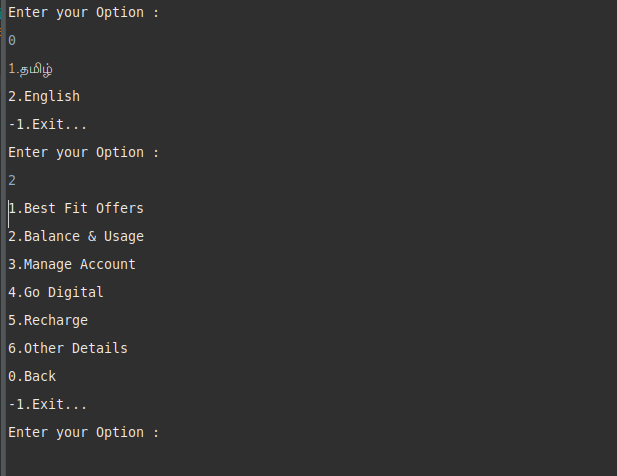 Enter your Option :
0
1.தமிழ்
2.English
-1.Exit...
Enter your Option :
2
1.Best Fit Offers
2.Balance & Usage
3.Manage Account
4.Go Digital
5.Recharge
6.Other Details
0.Back
-1.Exit...
Enter your Option :